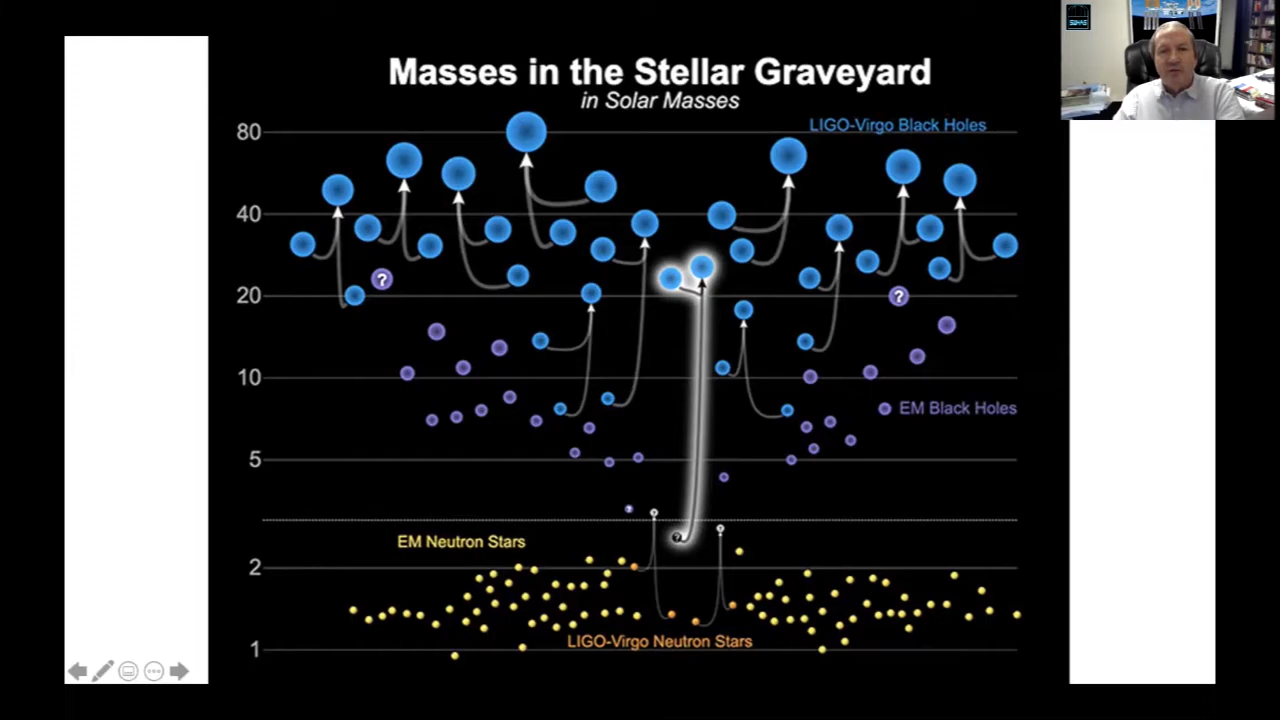 Masses in the Stellar Graveyard
in Solar Masses
LIGO-Virgo Black Holes
80
40
?
20
?
10
EM Black Holes
5
?
?
?
?
?
EM Neutron Stars
2
LIGO-Virgo Neutron Stars
1